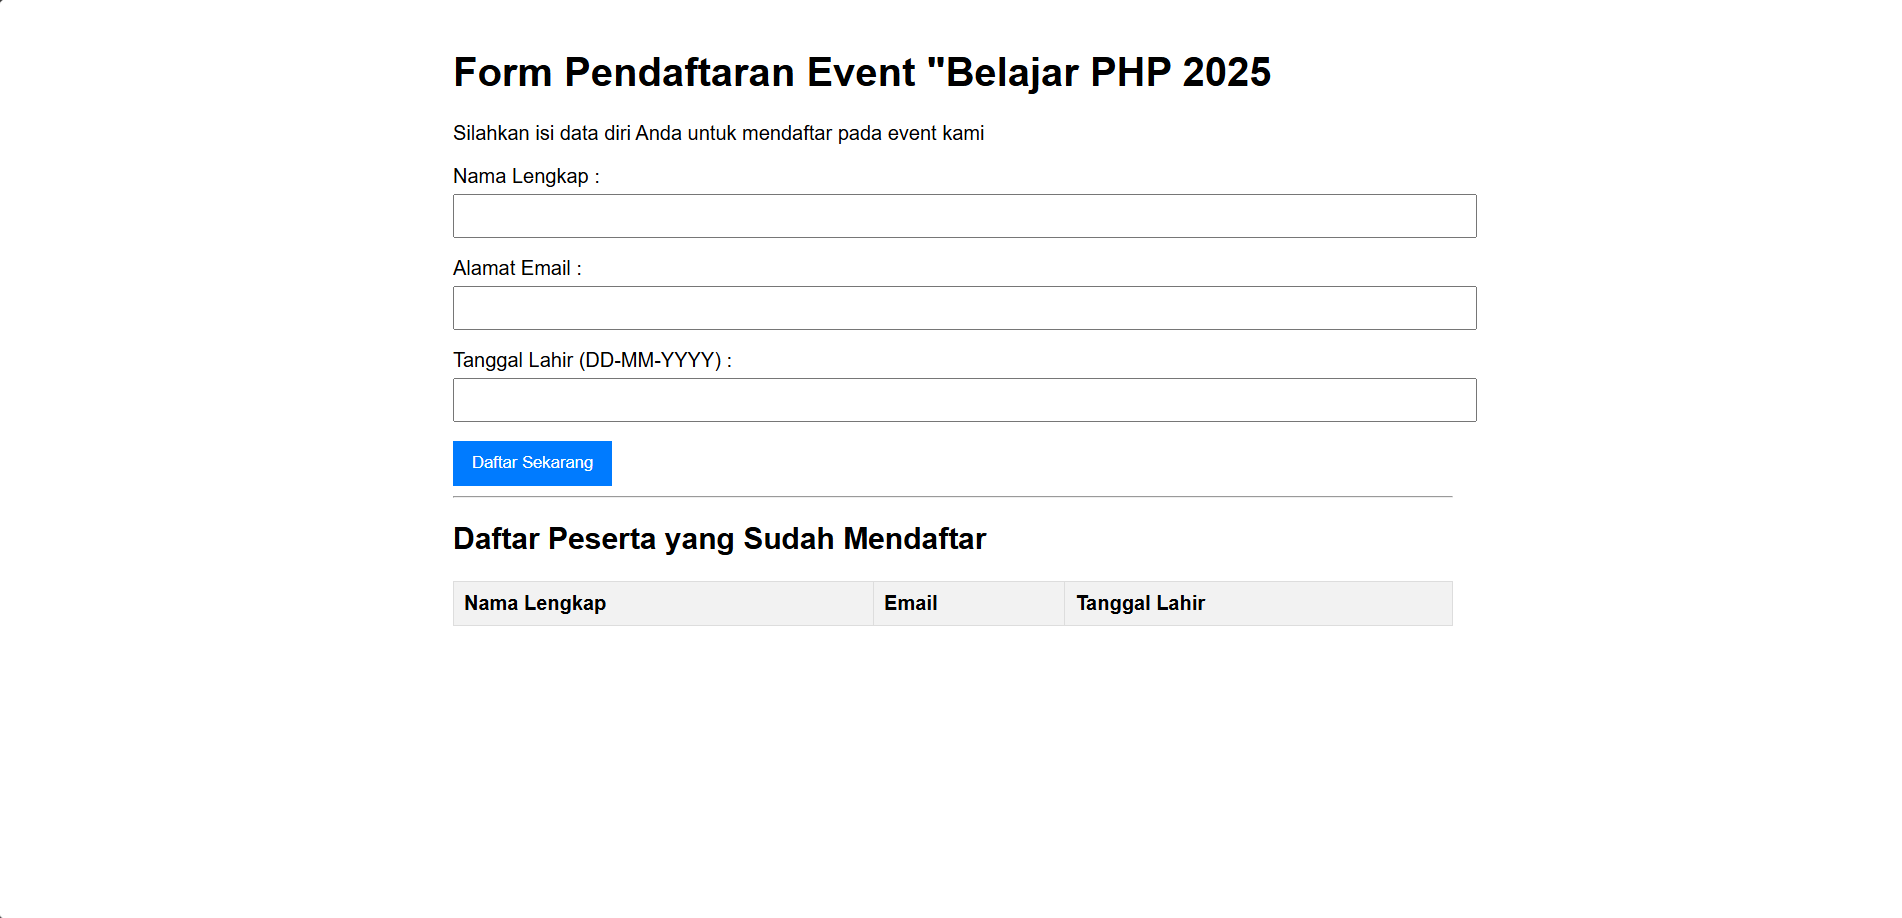 Form Pendaftaran Event "Belajar PHP 2025
Silahkan isi data diri Anda untuk mendaftar pada event kami
Nama Lengkap :
Alamat Email :
Tanggal Lahir (DD-MM-YYYY) :
Daftar Sekarang
Daftar Peserta yang Sudah Mendaftar
Nama Lengkap Email Tanggal Lahir